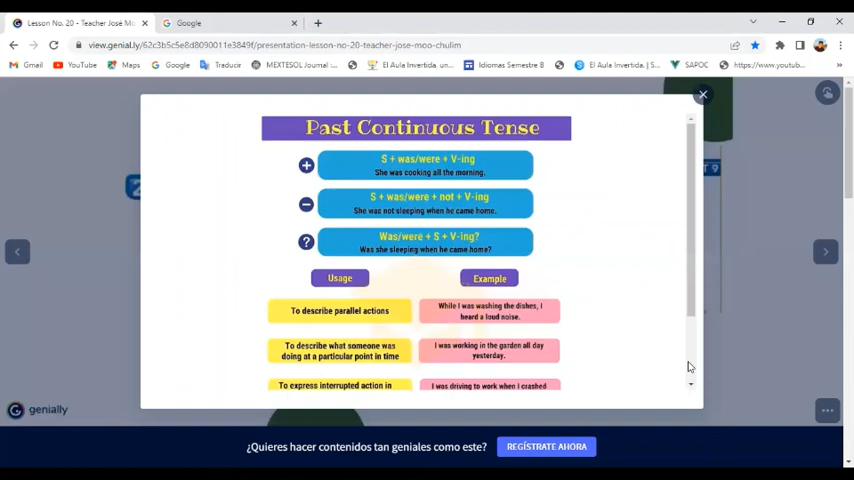 Lesson No. 20 - Teacher José Mo
Google
view.genial.ly/62c3b5c5e8d8090011e3849f/presentation-lesson-no-20-teacher-jose-moo-chulim
Gmail
YouTube
Maps
Google
Traducir
MEXTESOL Journal :...
El Aula Invertida, un...
Idiomas Semestre B
El Aula Invertida. | S...
SAPOC
https://www.youtub...
Past Continuous Tense
+ S + was/were + V-ing
She was cooking all the morning.
- S + was/were + not + V-ing
She was not sleeping when he came home.
? Was/were + S + V-ing?
Was she sleeping when he came home?
Usage
Example
To describe parallel actions
While I was washing the dishes, I
heard a loud noise.
To describe what someone was
doing at a particular point in time
I was working in the garden all day
yesterday.
To express interrupted action in
I was driving to work when I crashed
genially
¿Quieres hacer contenidos tan geniales como este?
REGÍSTRATE AHORA